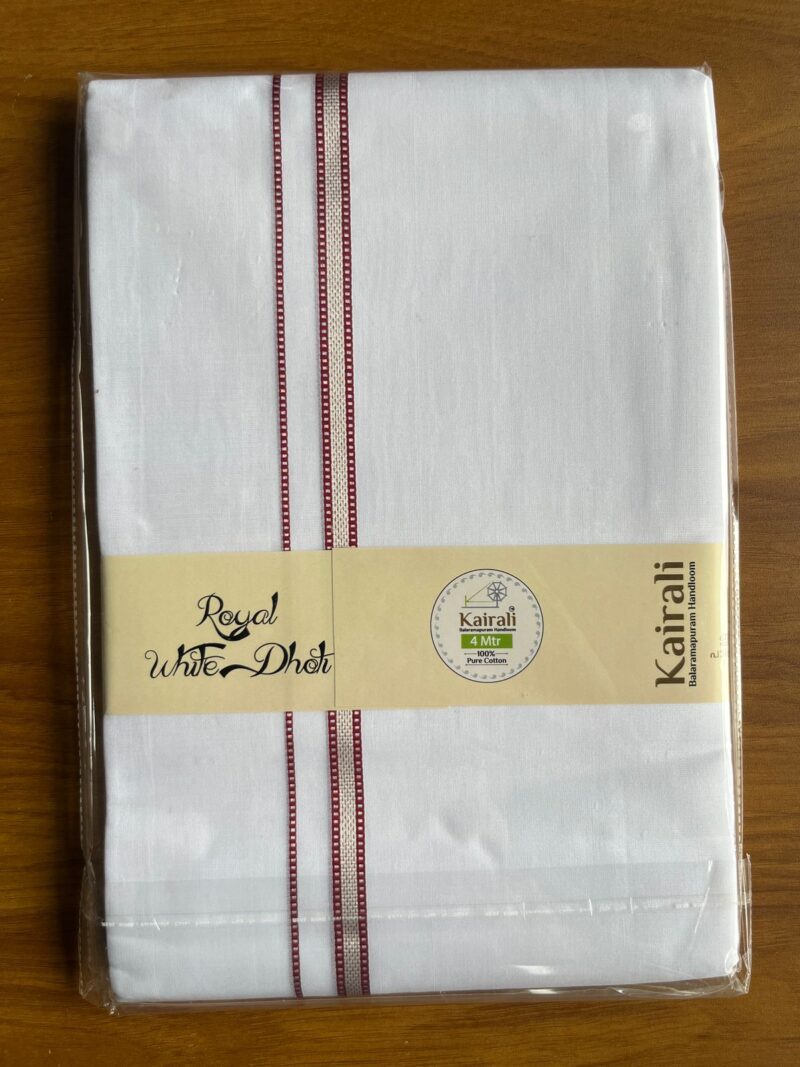 Royal
White Dhoti
Kairali
Balaramapuram Handloom
4 Mtr
100%
Pure Cotton
Kairali
Balaramapuram Handloom